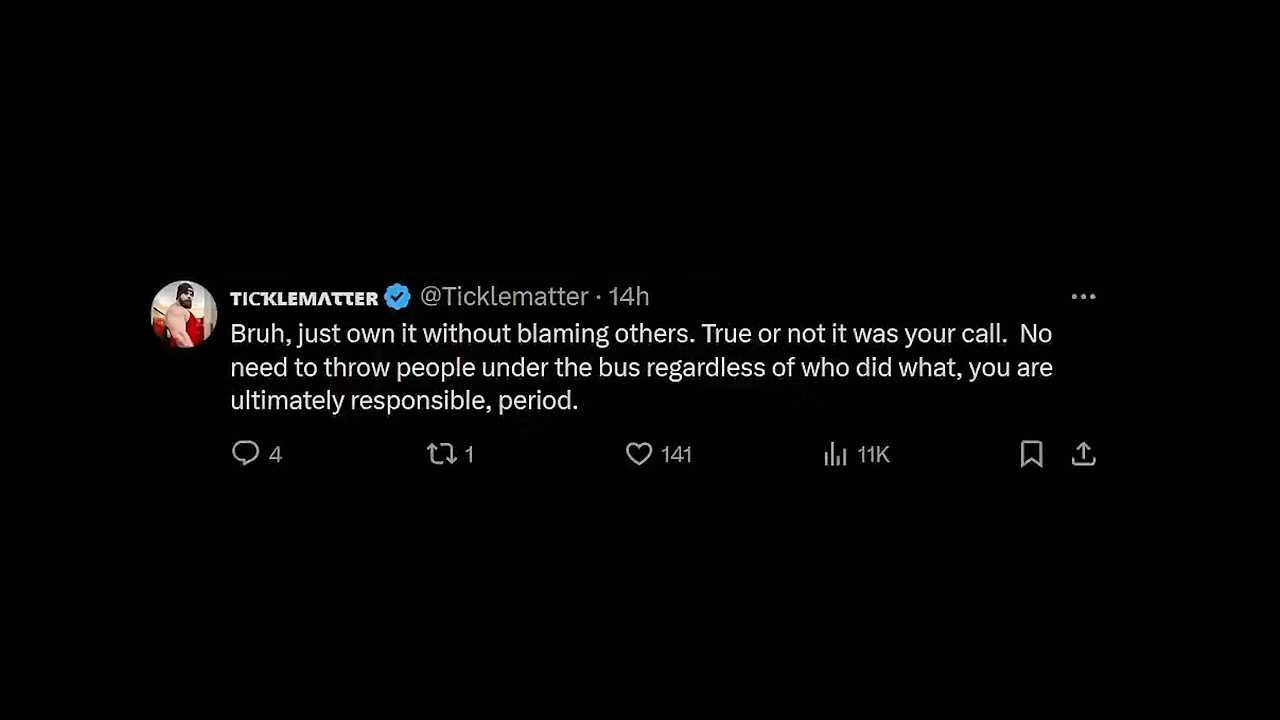 TICKLEMATTER @Ticklematter · 14h
Bruh, just own it without blaming others. True or not it was your call.  No
need to throw people under the bus regardless of who did what, you are
ultimately responsible, period.
4 1 141 11K